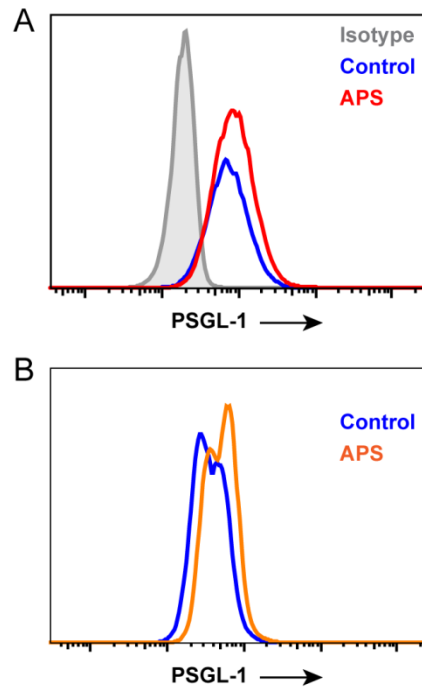 A
Isotype
Control
APS
PSGL-1
B
Control
APS
PSGL-1